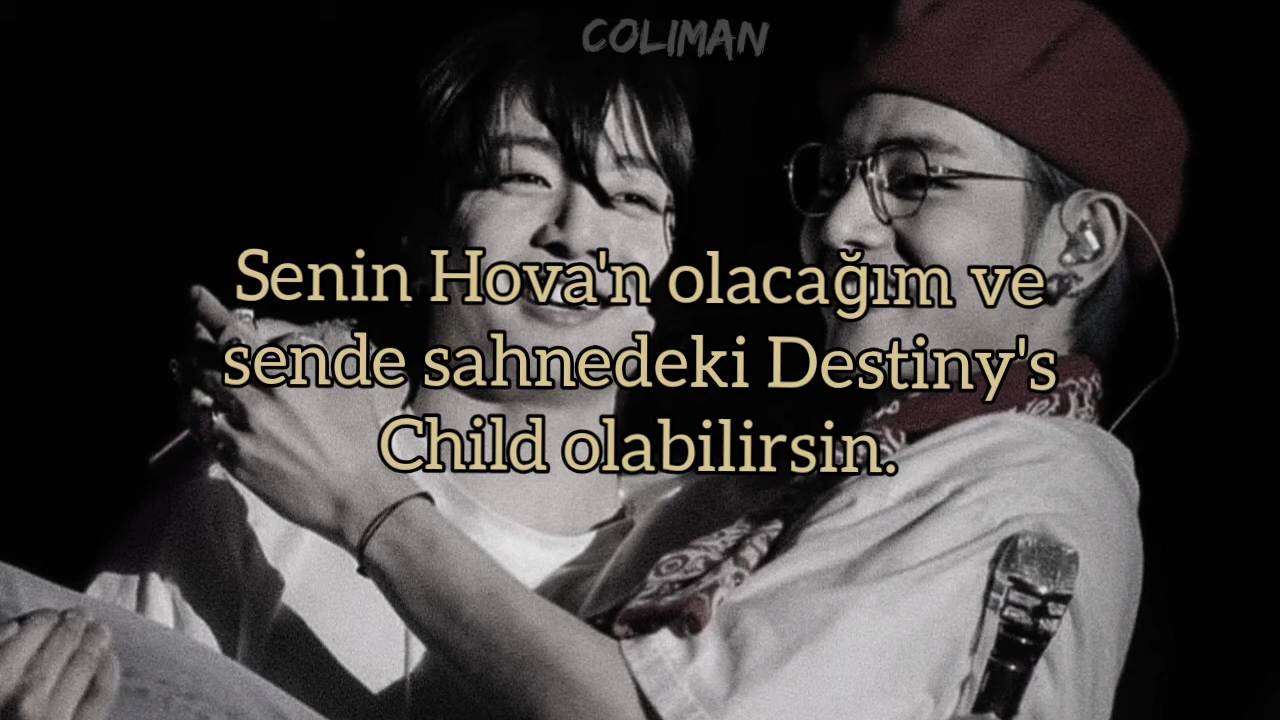 COLIMAN
Senin Hova'n olacağım ve
sende sahnedeki Destiny's
Child olabilirsin.